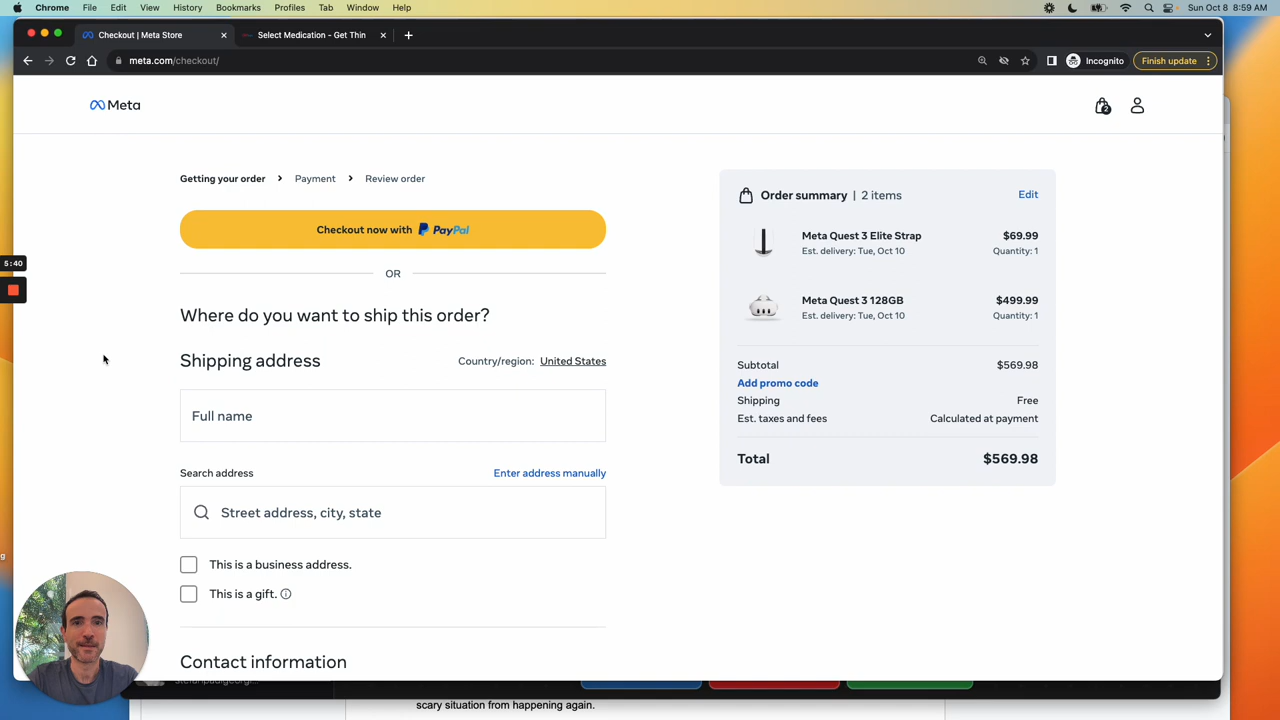 Chrome File Edit View History Bookmarks Profiles Tab Window Help Sun Oct 8 8:59 AM
Checkout | Meta Store Select Medication - Get Thin
meta.com/checkout/ Incognito Finish update
Meta 2
Getting your order Payment Review order
Checkout now with PayPal
OR
Where do you want to ship this order?
Shipping address Country/region: United States
Full name
Search address Enter address manually
Street address, city, state
This is a business address.
This is a gift.
Contact information
Order summary | 2 items Edit
Meta Quest 3 Elite Strap $69.99
Est. delivery: Tue, Oct 10 Quantity: 1
Meta Quest 3 128GB $499.99
Est. delivery: Tue, Oct 10 Quantity: 1
Subtotal $569.98
Add promo code
Shipping Free
Est. taxes and fees Calculated at payment
Total $569.98
5:40
g
scary situation from happening again.